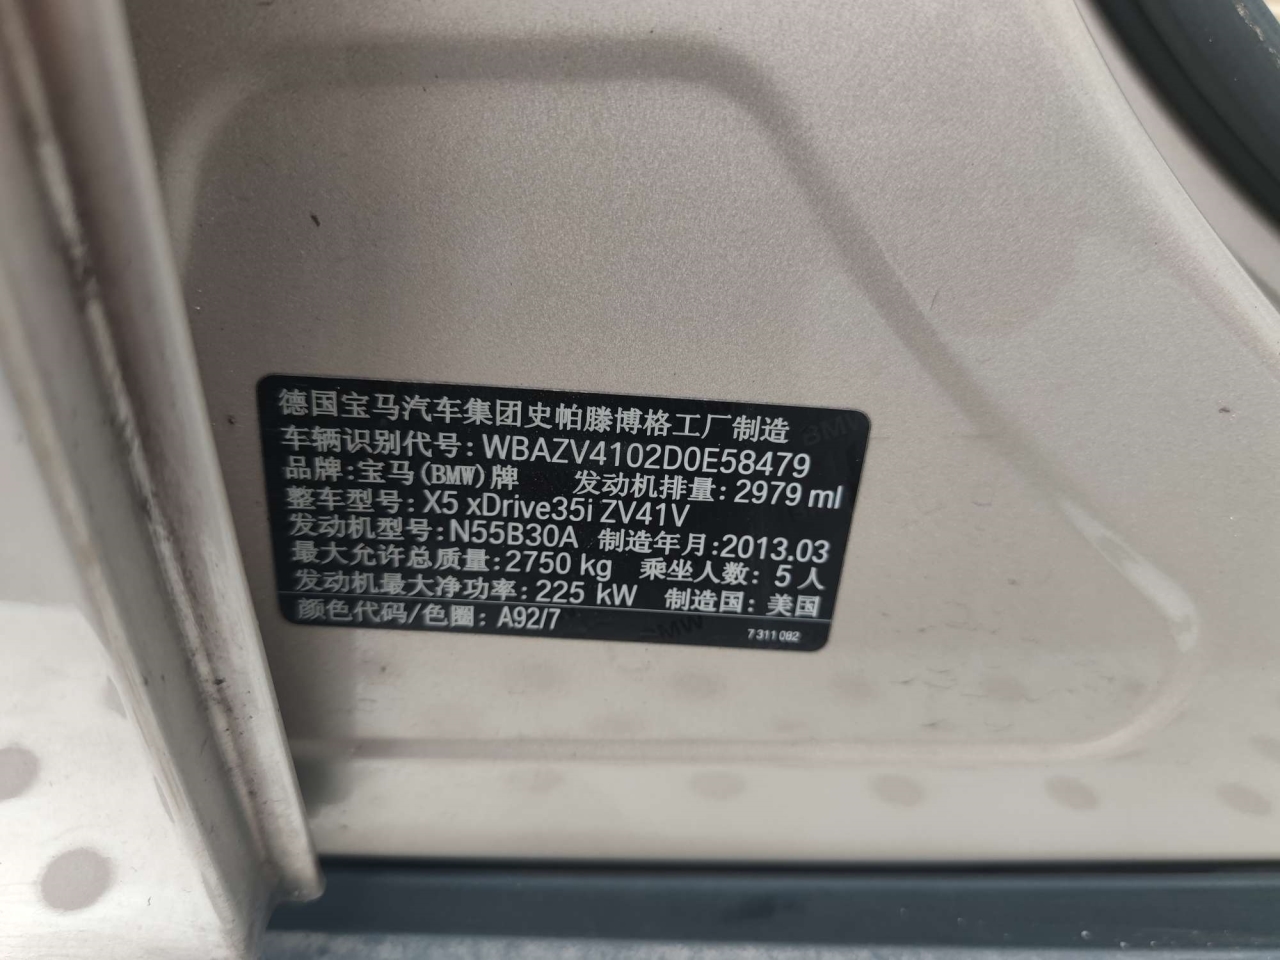 德国宝马汽车集团史帕滕博格工厂制造
车辆识别代号: WBAZV4102D0E58479
品牌:宝马(BMW)牌 发动机排量: 2979 ml
整车型号: X5 xDrive35i ZV41V
发动机型号: N55B30A 制造年月:2013.03
最大允许总质量: 2750 kg 乘坐人数: 5 人
发动机最大净功率: 225 kW 制造国: 美国
颜色代码/色圈: A92/7 7311082